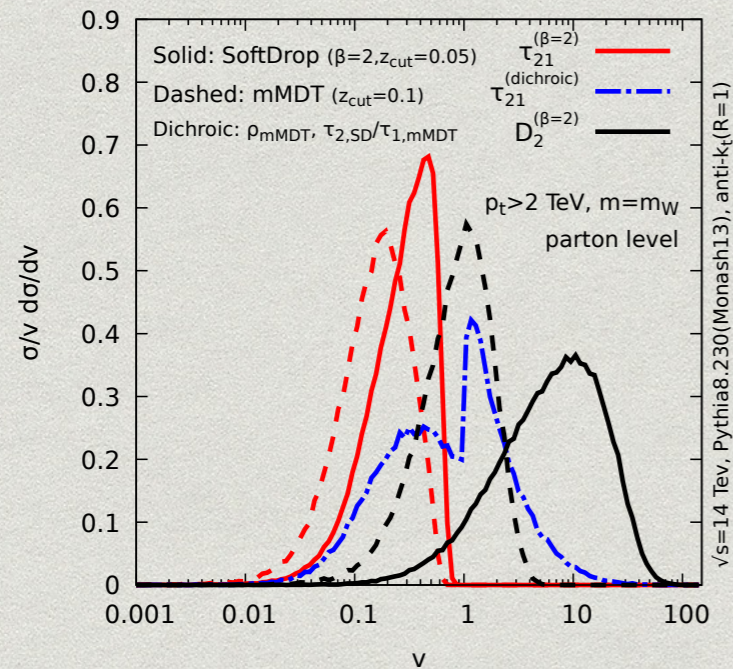 0.9
0.8
0.7
0.6
0.5
0.4
0.3
0.2
0.1
0
σ/v dσ/dv
Solid: SoftDrop (β=2,z_cut=0.05)
Dashed: mMDT (z_cut=0.1)
Dichroic: ρ_mMDT, τ_2,SD/τ_1,mMDT
τ_21^(β=2)
τ_21^(dichroic)
D_2^(β=2)
p_t>2 TeV, m=m_W
parton level
0.001 0.01 0.1 1 10 100
v
√s=14 Tev, Pythia8.230(Monash13), anti-k_t(R=1)